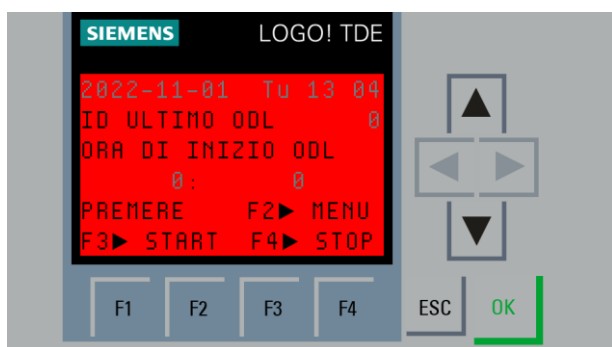 SIEMENS LOGO! TDE
2022-11-01 Tu 13 04
ID ULTIMO ODL 0
ORA DI INIZIO ODL
0: 0
PREMERE F2▶ MENU
F3▶ START F4▶ STOP
F1 F2 F3 F4 ESC OK